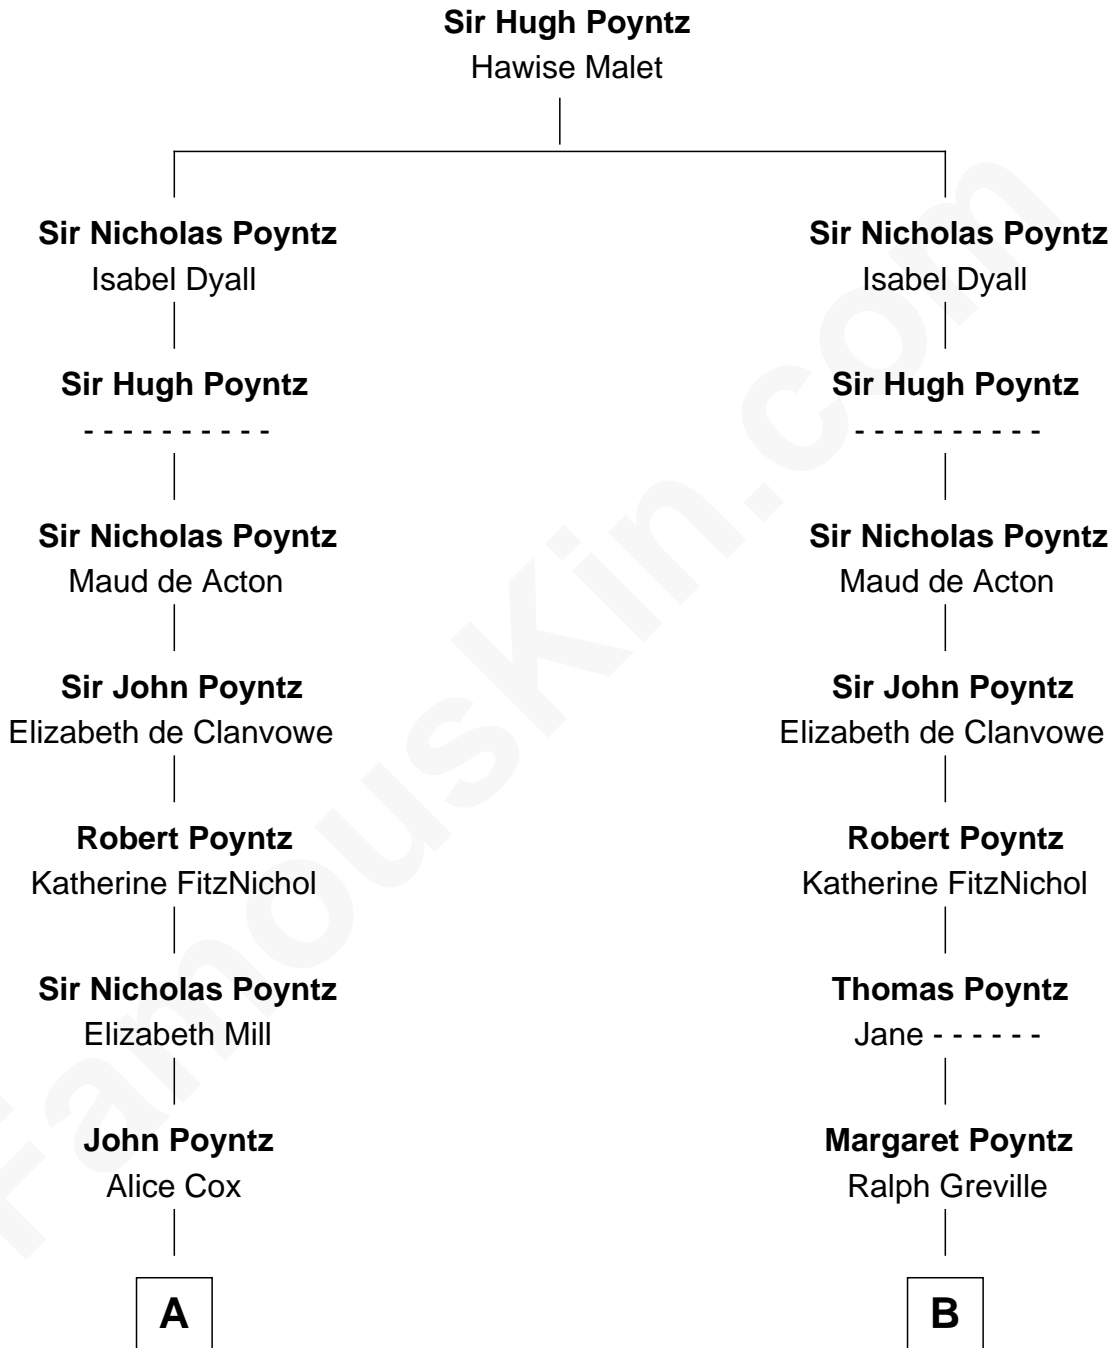 Sir Hugh Poyntz
Hawise Malet
Sir Nicholas Poyntz
Isabel Dyall
Sir Hugh Poyntz
- - - - - - - - - -
Sir Nicholas Poyntz
Maud de Acton
Sir John Poyntz
Elizabeth de Clanvowe
Robert Poyntz
Katherine FitzNichol
Sir Nicholas Poyntz
Elizabeth Mill
John Poyntz
Alice Cox
A
Sir Nicholas Poyntz
Isabel Dyall
Sir Hugh Poyntz
- - - - - - - - - -
Sir Nicholas Poyntz
Maud de Acton
Sir John Poyntz
Elizabeth de Clanvowe
Robert Poyntz
Katherine FitzNichol
Thomas Poyntz
Jane - - - - - -
Margaret Poyntz
Ralph Greville
B
FamousKin.com